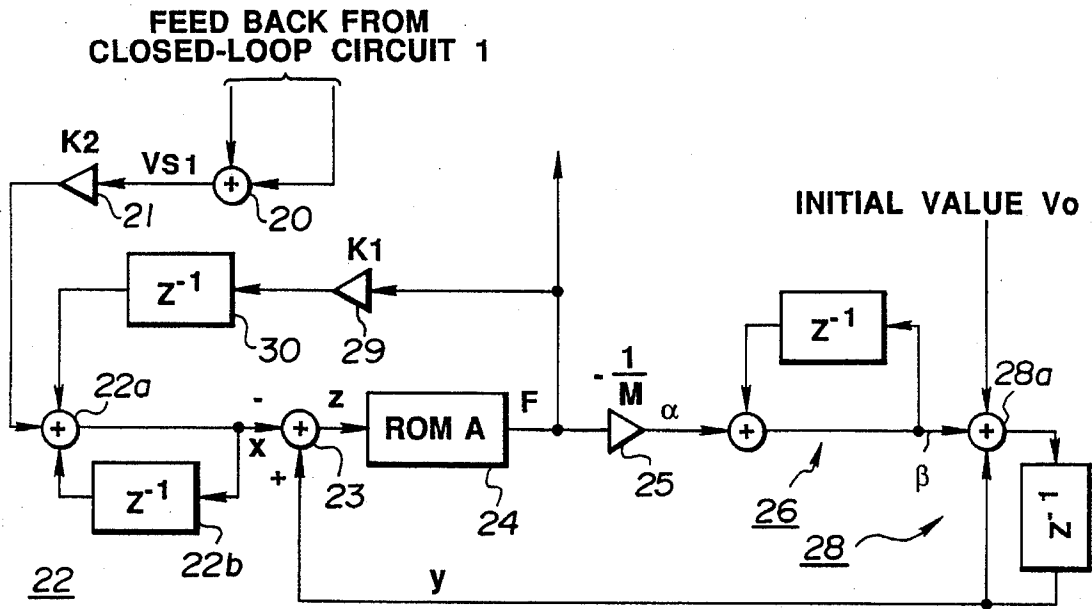 FEED BACK FROM
CLOSED-LOOP CIRCUIT 1
K2
VS1
+
21
20
INITIAL VALUE Vo
K1
Z⁻¹
30
29
Z⁻¹
28a
22a
- 1/M
α
+
-
x
+
z
ROM A
F
+
+
+
23
24
25
β
26
28
Z⁻¹
Z⁻¹
22b
22
y